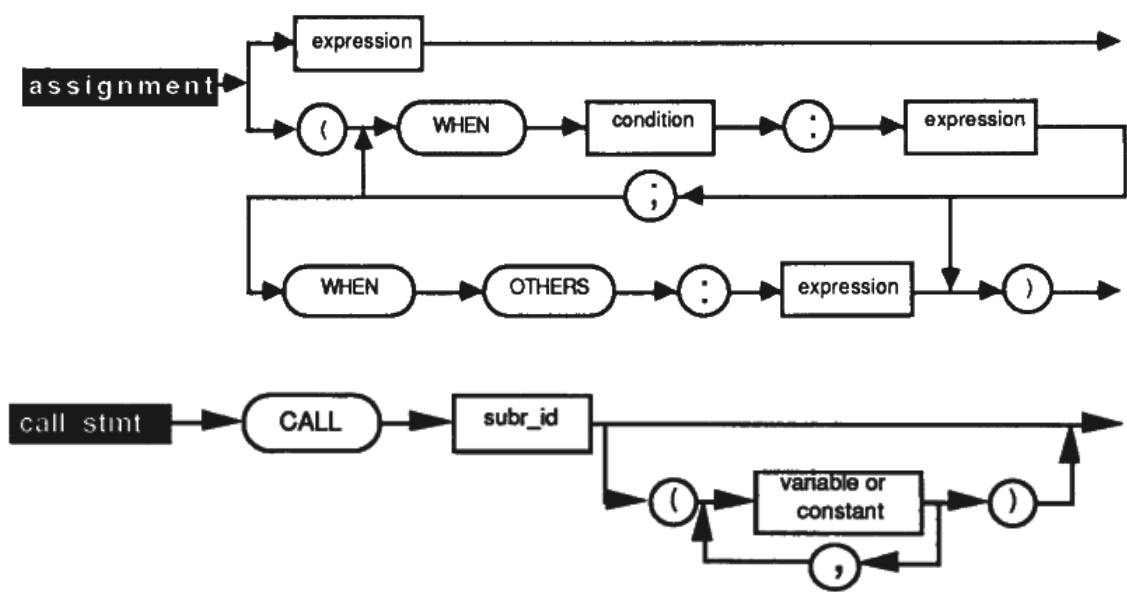 expression
assignment
( WHEN condition : expression
;
WHEN OTHERS : expression )
call stmt CALL subr_id
( variable or
constant )
,